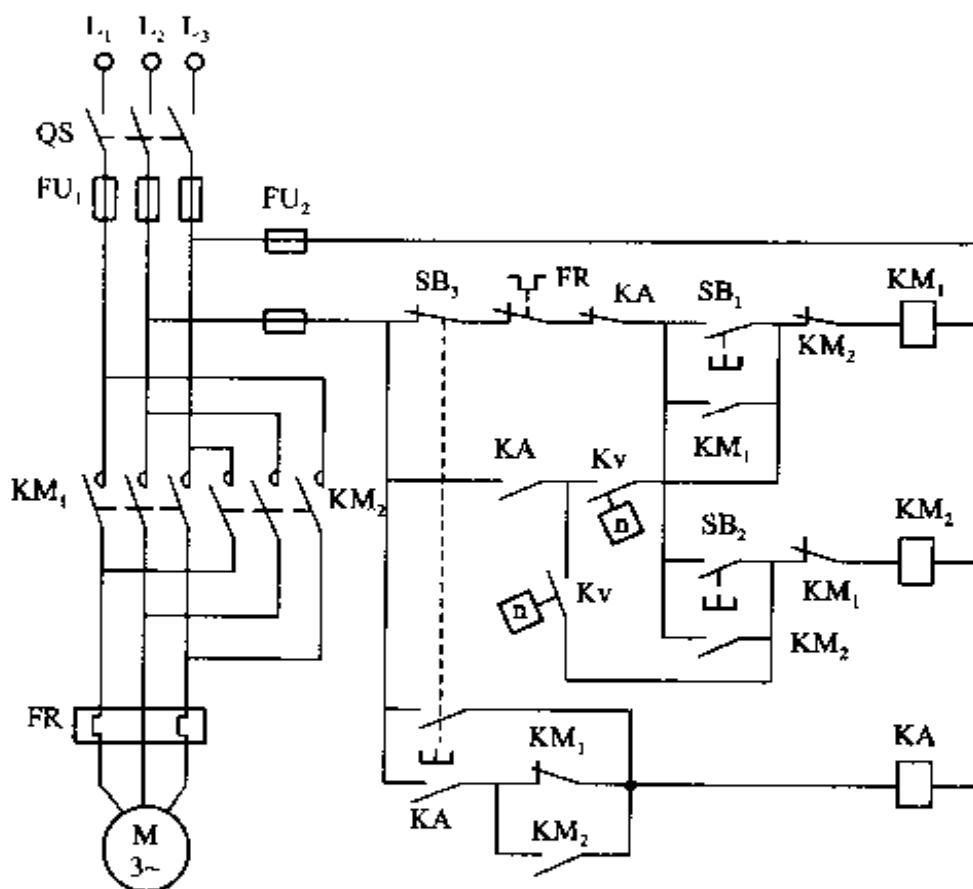 L₁ L₂ L₃
QS
FU₁
FU₂
SB₃ FR KA SB₁ KM₁
KM₂
KM₁
KA Kv
KM₁ KM₂ n SB₂ KM₂
n Kv KM₁
KM₂
FR
KM₁ KA
KA
KM₂
M
3~